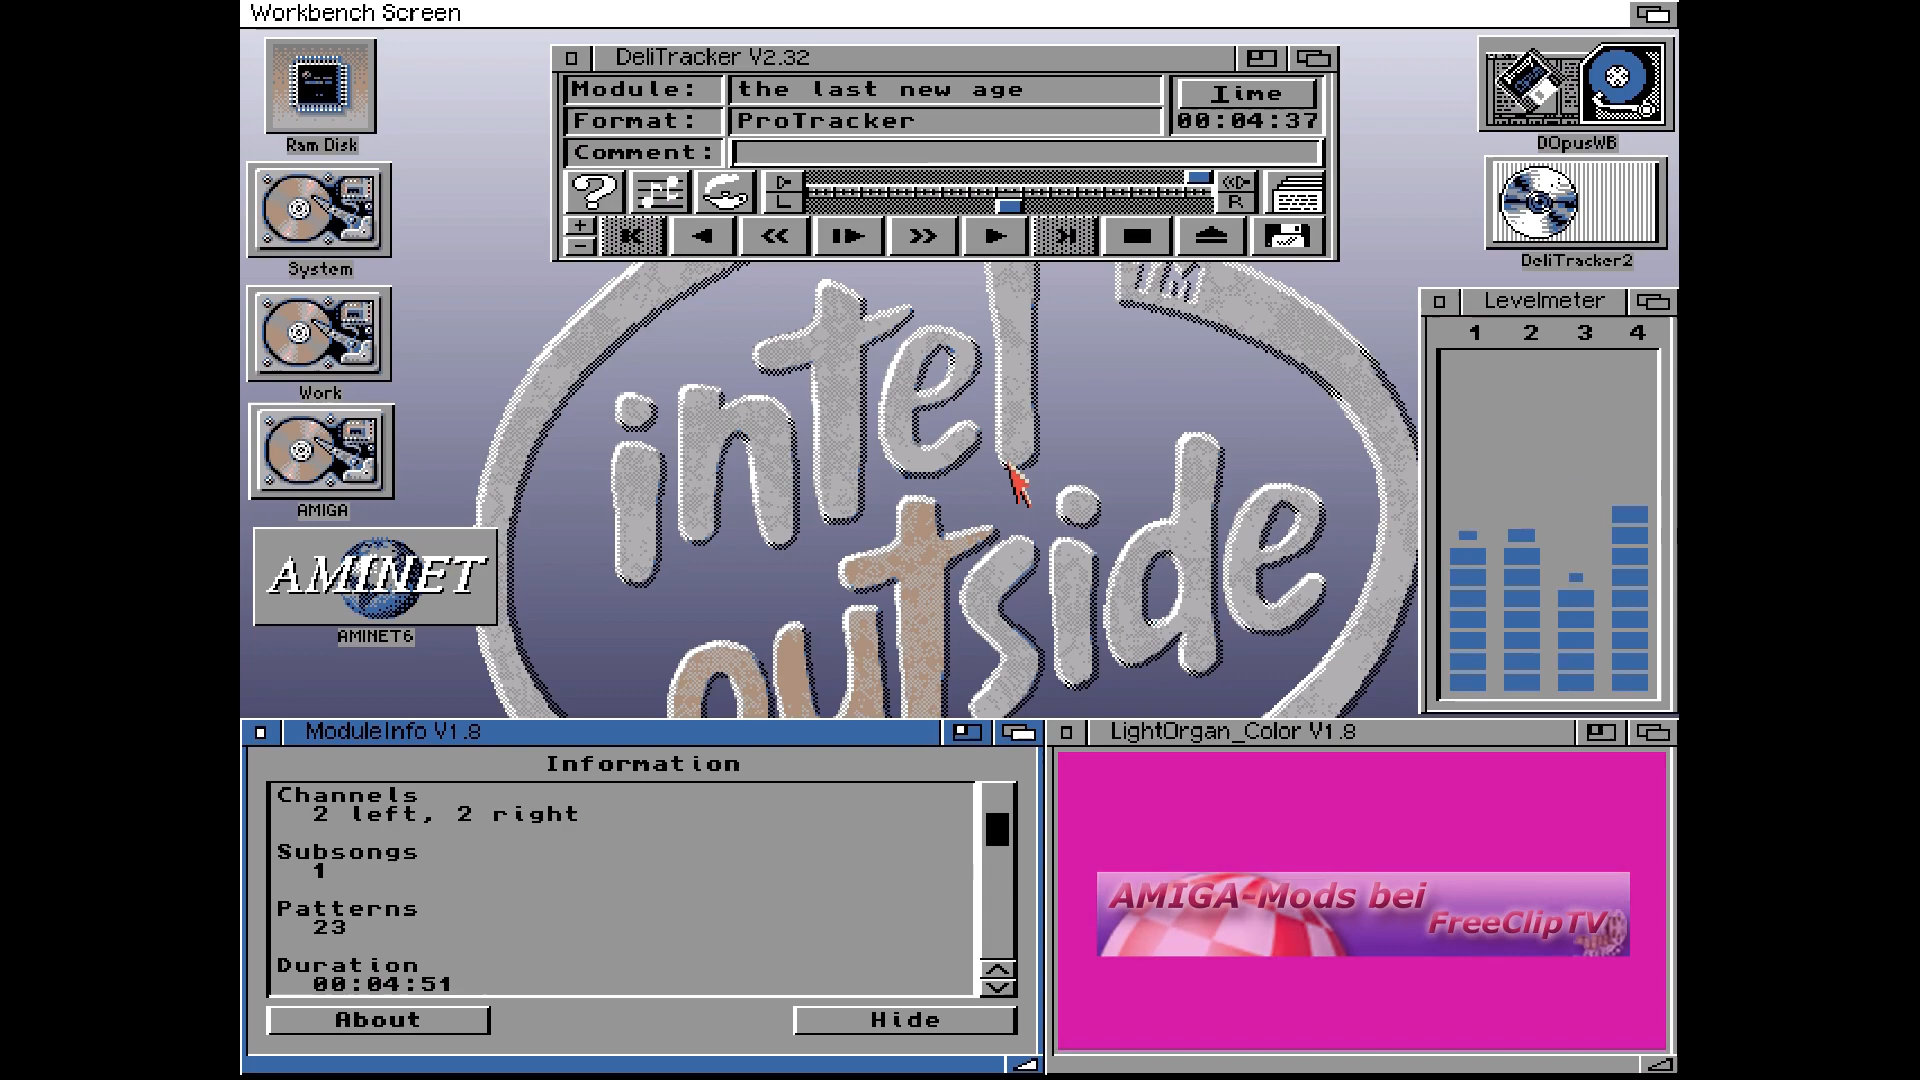 Workbench Screen
Ram Disk
System
Work
AMIGA
AMINET
AMINET6
DeliTracker V2.32
Module: the last new age
Format: ProTracker
Comment:
Time
00:04:37
L
R
DOpusWB
DeliTracker2
Levelmeter
1 2 3 4
TM
intel
outside
ModuleInfo V1.8
Information
Channels
2 left, 2 right
Subsongs
1
Patterns
23
Duration
00:04:51
About
Hide
LightOrgan_Color V1.8
AMIGA-Mods bei
FreeClipTV